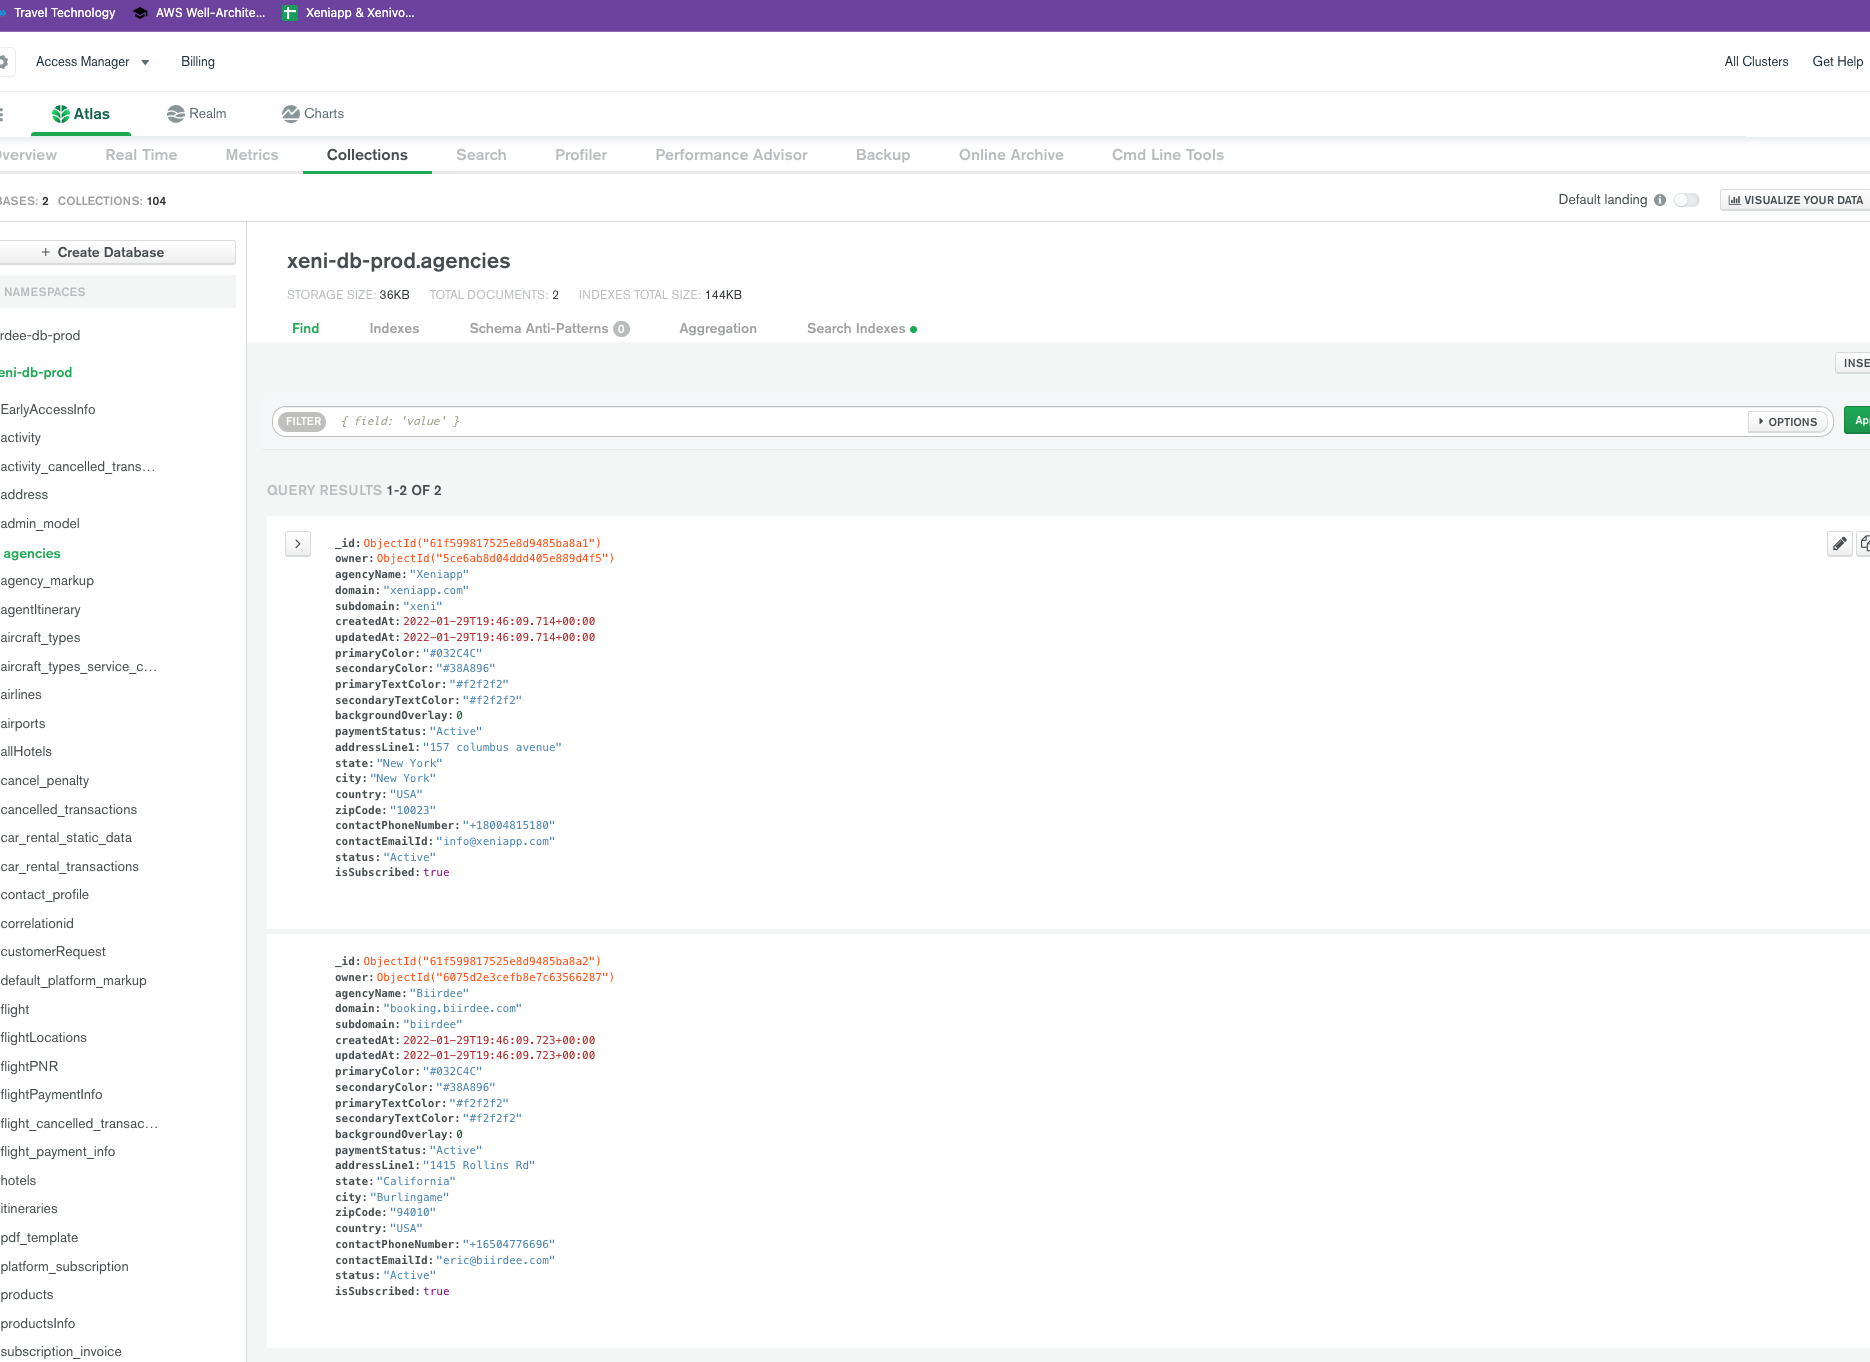 Travel Technology AWS Well-Archite... Xeniapp & Xenivo...
Access Manager Billing All Clusters Get Help
Atlas Realm Charts
verview Real Time Metrics Collections Search Profiler Performance Advisor Backup Online Archive Cmd Line Tools
BASES: 2 COLLECTIONS: 104 Default landing VISUALIZE YOUR DATA
+ Create Database
NAMESPACES
rdee-db-prod
eni-db-prod
EarlyAccessInfo
activity
activity_cancelled_trans...
address
admin_model
agencies
agency_markup
agentItinerary
aircraft_types
aircraft_types_service_c...
airlines
airports
allHotels
cancel_penalty
cancelled_transactions
car_rental_static_data
car_rental_transactions
contact_profile
correlationid
customerRequest
default_platform_markup
flight
flightLocations
flightPNR
flightPaymentInfo
flight_cancelled_transac...
flight_payment_info
hotels
itineraries
pdf_template
platform_subscription
products
productsInfo
subscription_invoice
xeni-db-prod.agencies
STORAGE SIZE: 36KB TOTAL DOCUMENTS: 2 INDEXES TOTAL SIZE: 144KB
Find Indexes Schema Anti-Patterns 0 Aggregation Search Indexes
INSE
FILTER { field: 'value' } OPTIONS App
QUERY RESULTS 1-2 OF 2
_id: ObjectId("61f599817525e8d9485ba8a1")
owner: ObjectId("5ce6ab8d04ddd405e889d4f5")
agencyName: "Xeniapp"
domain: "xeniapp.com"
subdomain: "xeni"
createdAt: 2022-01-29T19:46:09.714+00:00
updatedAt: 2022-01-29T19:46:09.714+00:00
primaryColor: "#032C4C"
secondaryColor: "#38A896"
primaryTextColor: "#f2f2f2"
secondaryTextColor: "#f2f2f2"
backgroundOverlay: 0
paymentStatus: "Active"
addressLine1: "157 columbus avenue"
state: "New York"
city: "New York"
country: "USA"
zipCode: "10023"
contactPhoneNumber: "+18004815180"
contactEmailId: "info@xeniapp.com"
status: "Active"
isSubscribed: true
_id: ObjectId("61f599817525e8d9485ba8a2")
owner: ObjectId("6075d2e3cefb8e7c63566287")
agencyName: "Biirdee"
domain: "booking.biirdee.com"
subdomain: "biirdee"
createdAt: 2022-01-29T19:46:09.723+00:00
updatedAt: 2022-01-29T19:46:09.723+00:00
primaryColor: "#032C4C"
secondaryColor: "#38A896"
primaryTextColor: "#f2f2f2"
secondaryTextColor: "#f2f2f2"
backgroundOverlay: 0
paymentStatus: "Active"
addressLine1: "1415 Rollins Rd"
state: "California"
city: "Burlingame"
zipCode: "94010"
country: "USA"
contactPhoneNumber: "+16504776696"
contactEmailId: "eric@biirdee.com"
status: "Active"
isSubscribed: true